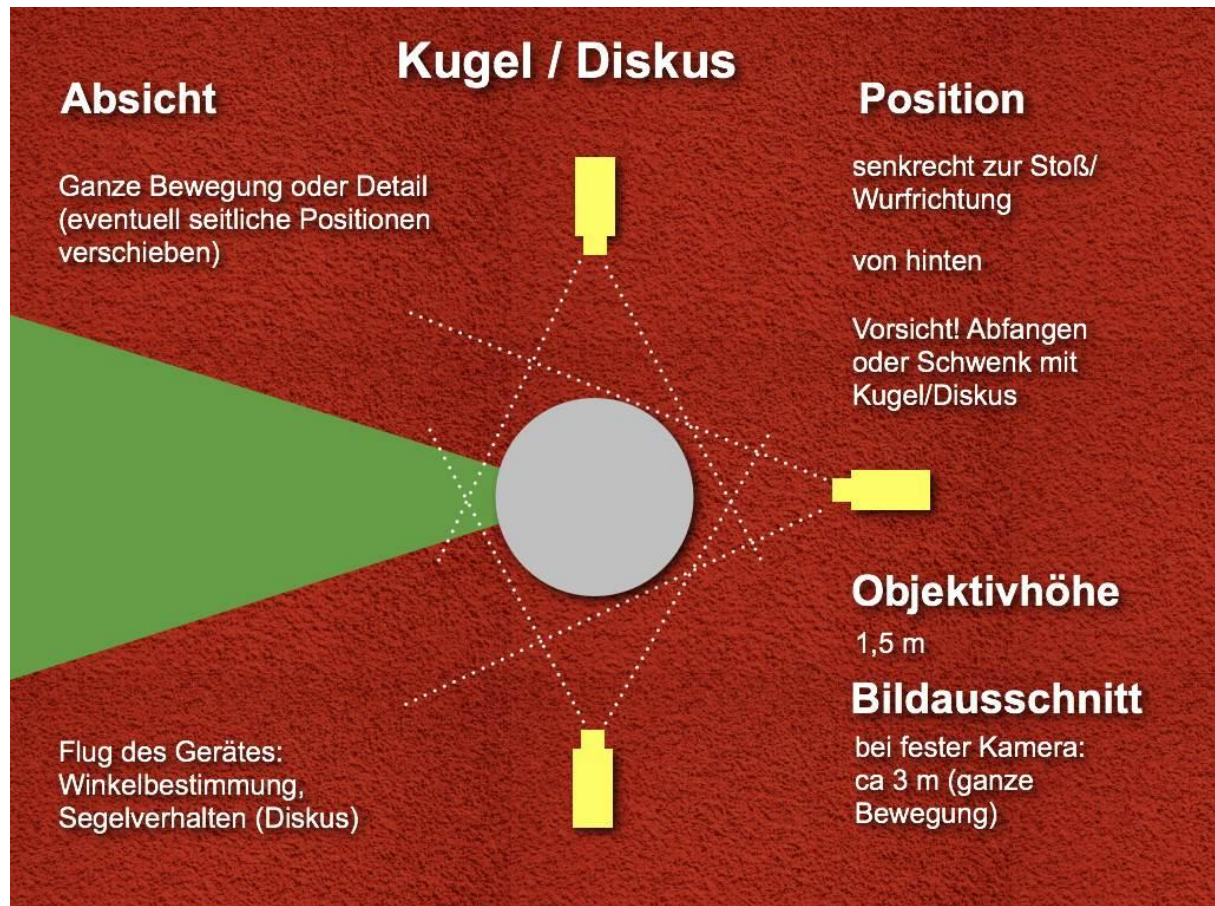 Kugel / Diskus
Absicht
Ganze Bewegung oder Detail
(eventuell seitliche Positionen
verschieben)
Flug des Gerätes:
Winkelbestimmung,
Segelverhalten (Diskus)
Position
senkrecht zur Stoß/
Wurfrichtung
von hinten
Vorsicht! Abfangen
oder Schwenk mit
Kugel/Diskus
Objektivhöhe
1,5 m
Bildausschnitt
bei fester Kamera:
ca 3 m (ganze
Bewegung)